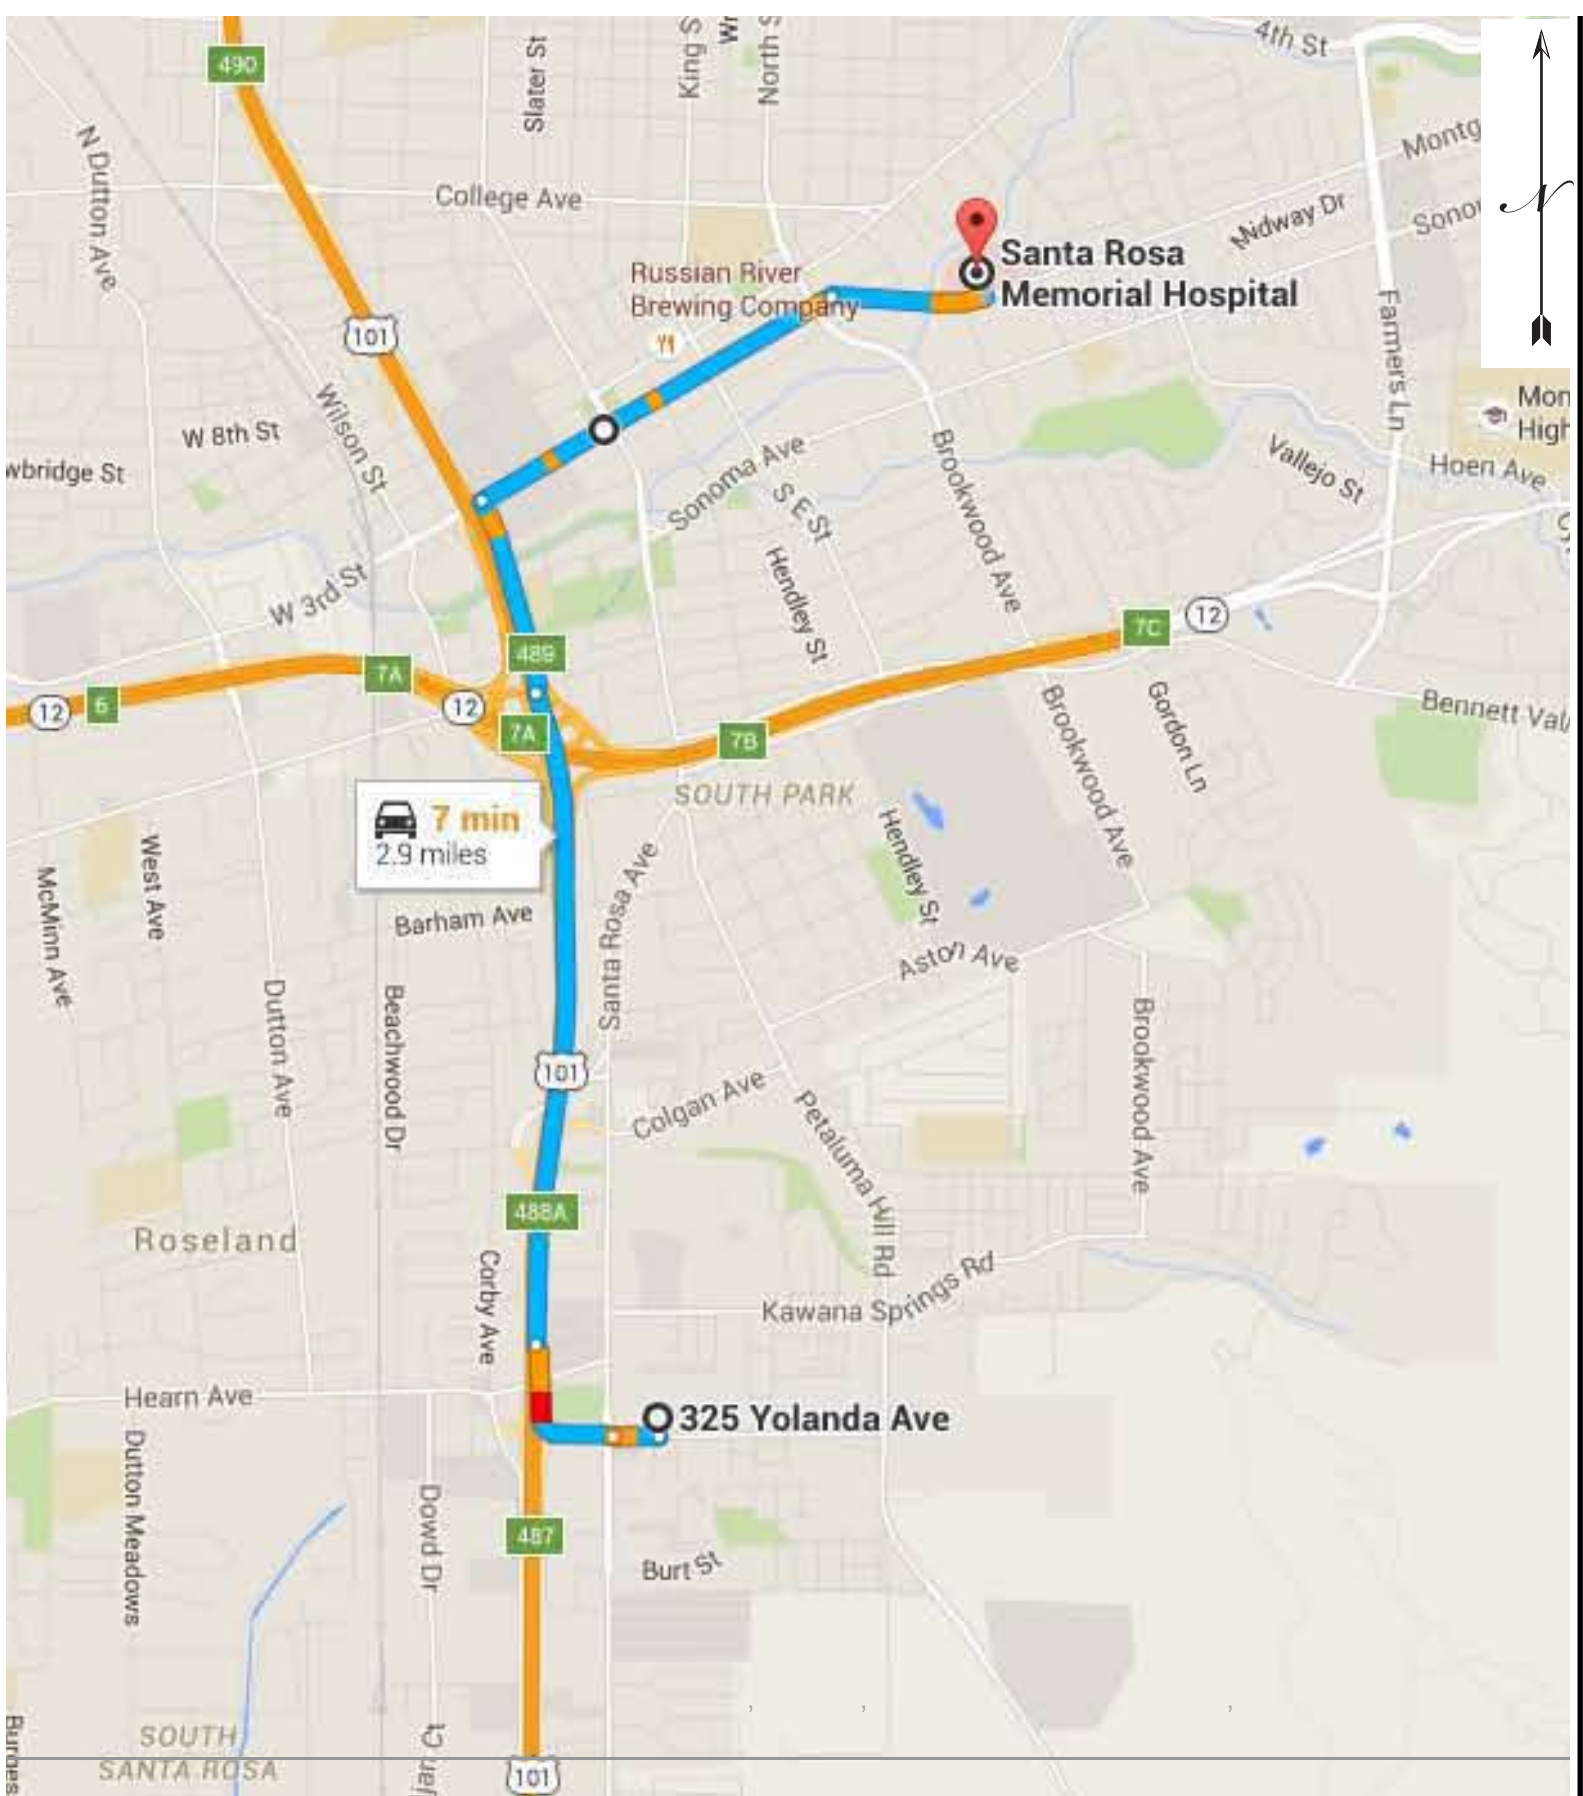 4th St
490
Slater St
King S
North S
N Dutton Ave
Montg
College Ave
Midway Dr
Sono
Santa Rosa
Memorial Hospital
Russian River
Brewing Company
101
Farmers Ln
Wilson St
W 8th St
Mon
High
wbridge St
Sonoma Ave
Brookwood Ave
Vallejo St
Hoen Ave
S E St
W 3rd St
Hendley St
12
7C
489
7A
12
6
12
7A
7B
Brookwood Ave
Gordon Ln
Bennett Val
SOUTH PARK
7 min
2.9 miles
West Ave
McMinn Ave
Hendley St
Santa Rosa Ave
Barham Ave
Aston Ave
Dutton Ave
Beachwood Dr
Brookwood Ave
101
Colgan Ave
Petaluma Hill Rd
488A
Roseland
Corby Ave
Kawana Springs Rd
Hearn Ave
325 Yolanda Ave
Dutton Meadows
Dowd Dr
487
Burt St
SOUTH
SANTA ROSA
Burges
jan Ct
101
N